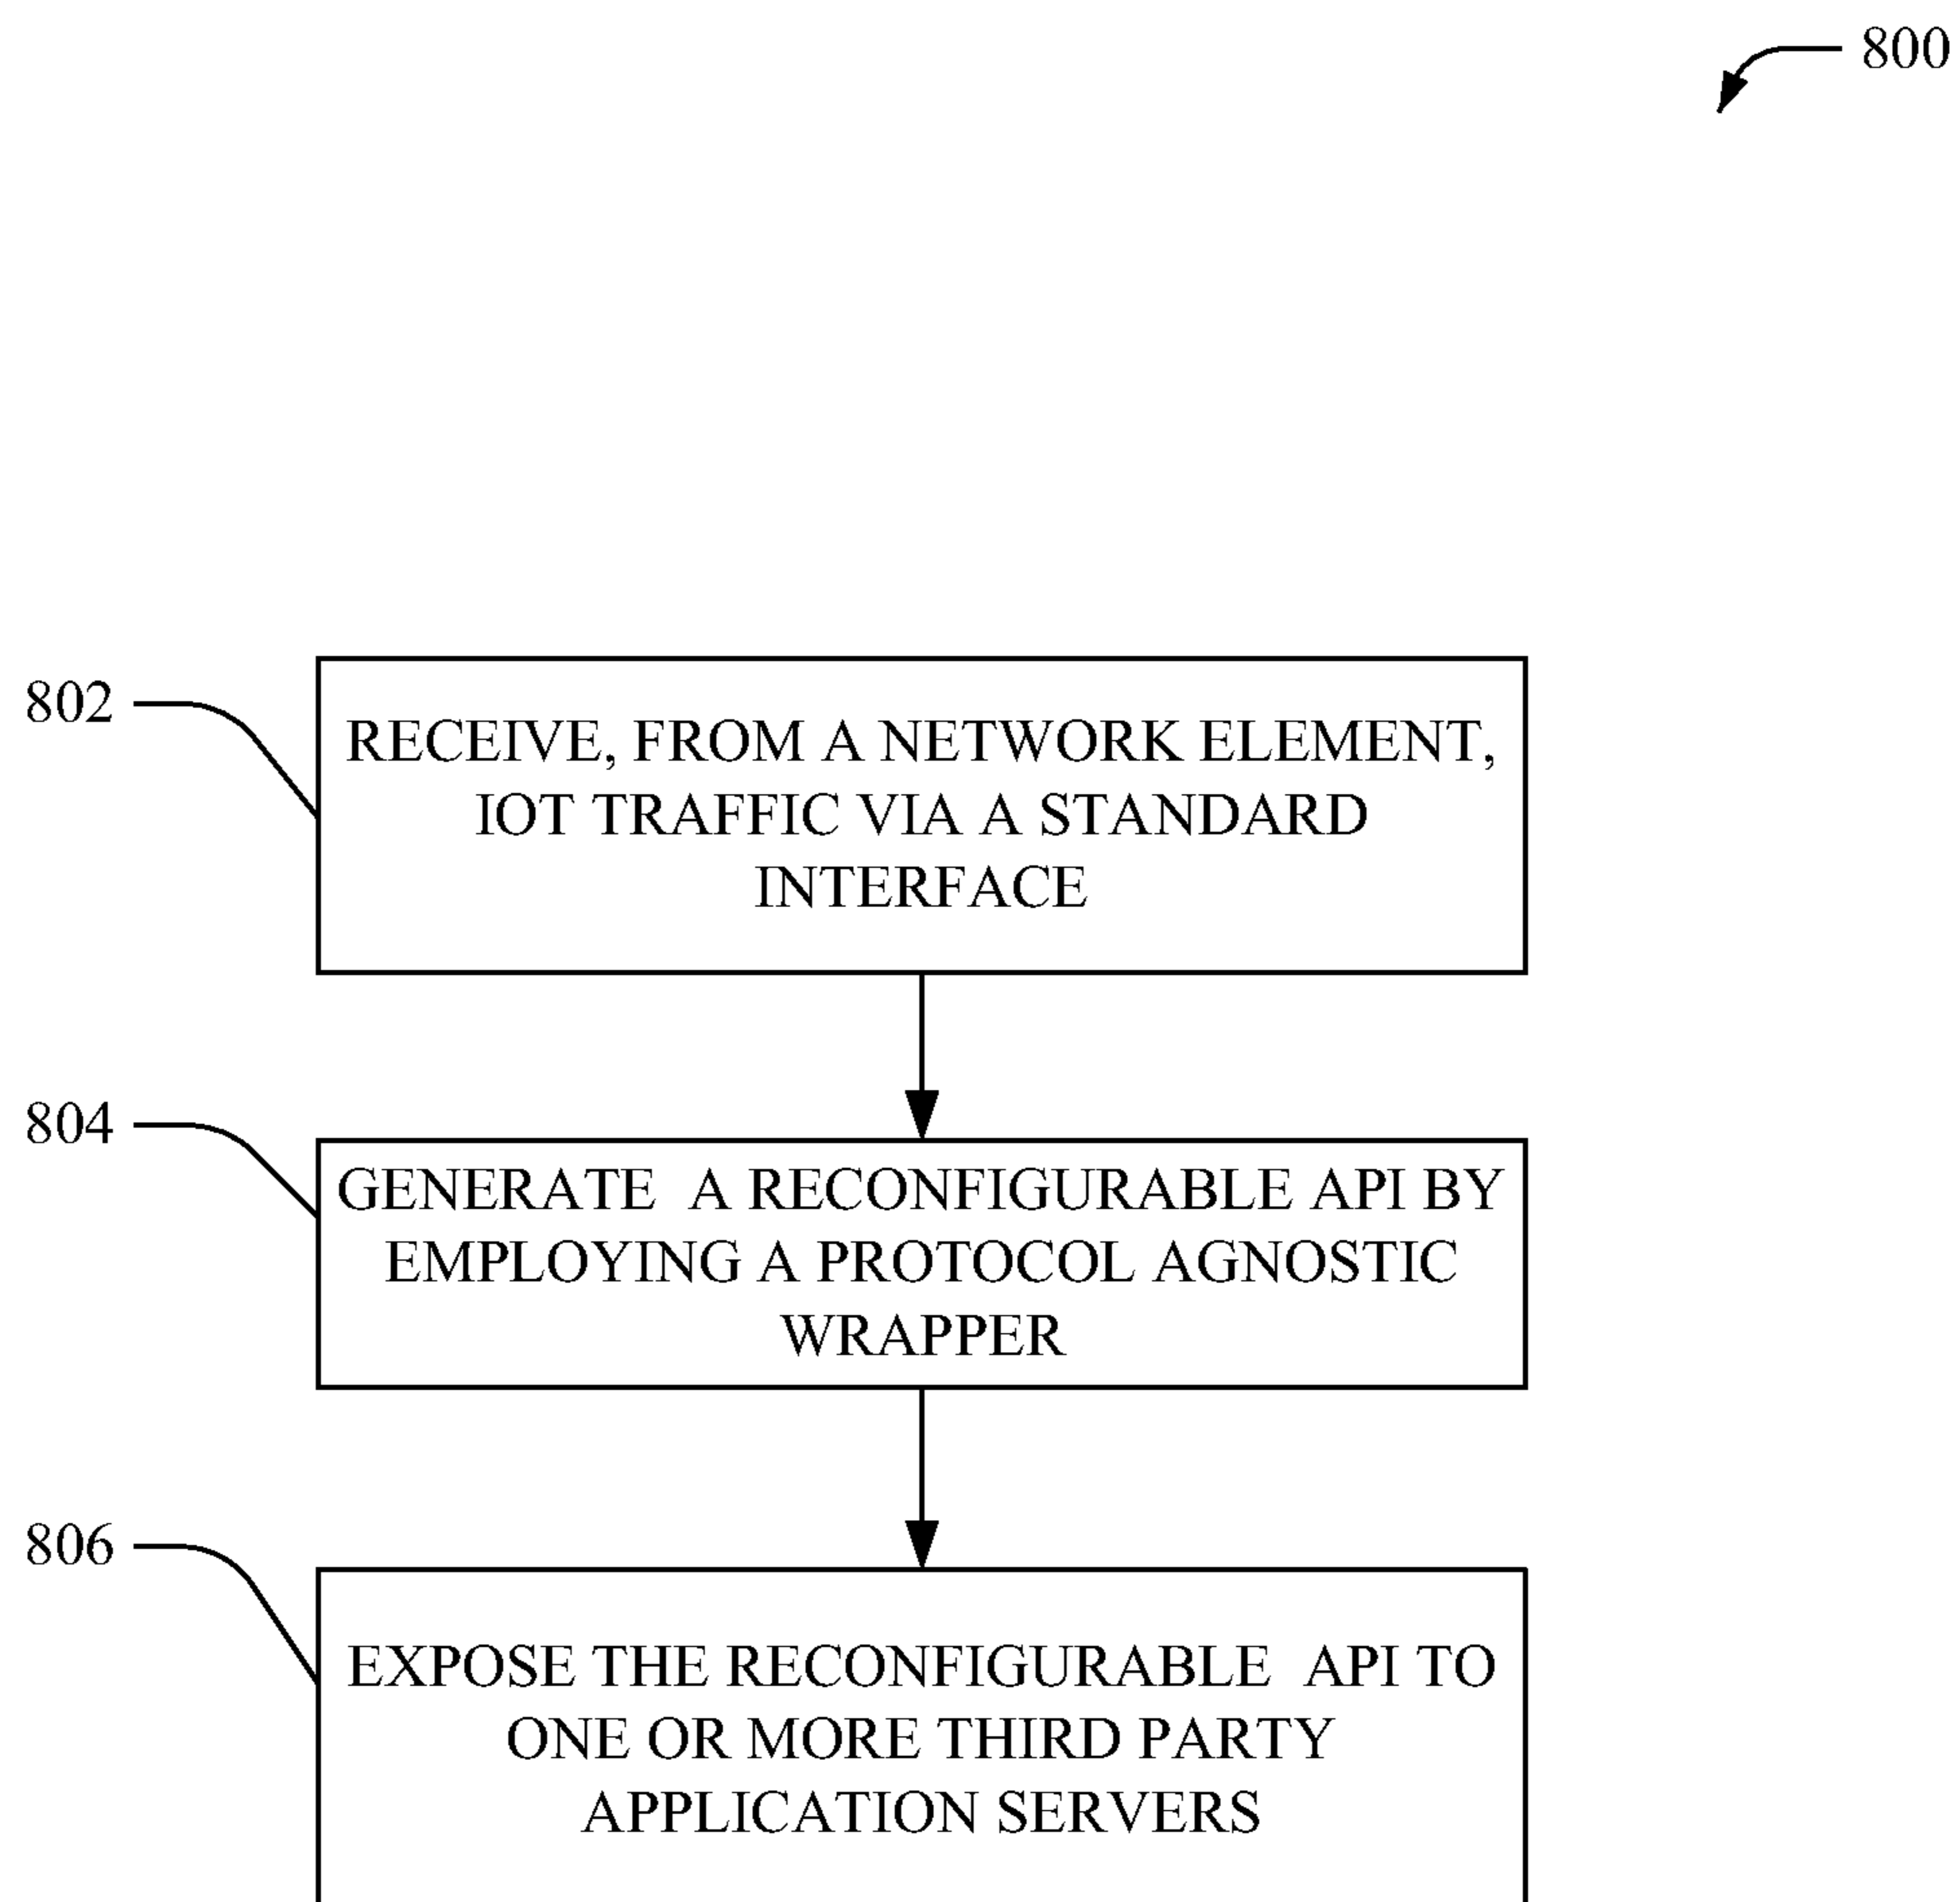 800
802
RECEIVE, FROM A NETWORK ELEMENT,
IOT TRAFFIC VIA A STANDARD
INTERFACE
804
GENERATE A RECONFIGURABLE API BY
EMPLOYING A PROTOCOL AGNOSTIC
WRAPPER
806
EXPOSE THE RECONFIGURABLE API TO
ONE OR MORE THIRD PARTY
APPLICATION SERVERS